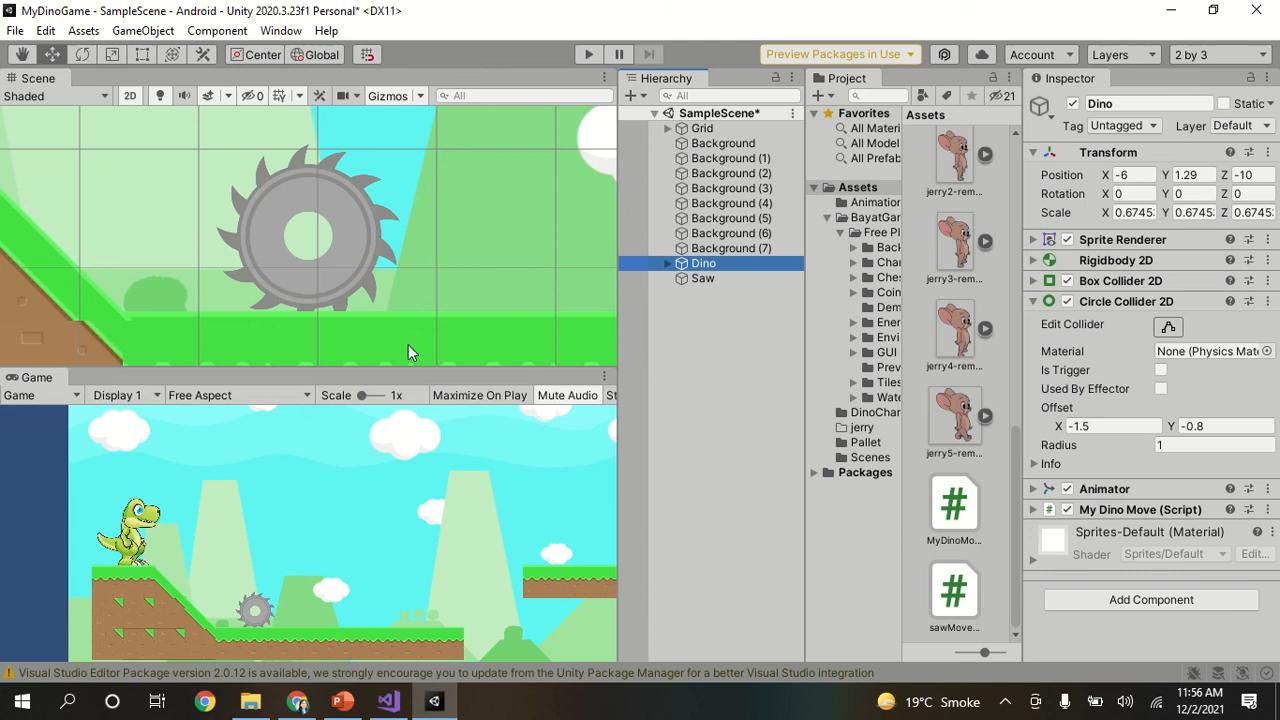 MyDinoGame - SampleScene - Android - Unity 2020.3.23f1 Personal* <DX11>
File Edit Assets GameObject Component Window Help
Center Global Preview Packages in Use Account Layers 2 by 3
Scene
Shaded 2D 0 Gizmos All
Game
Game Display 1 Free Aspect Scale 1x Maximize On Play Mute Audio St
Hierarchy
All
SampleScene*
Grid
Background
Background (1)
Background (2)
Background (3)
Background (4)
Background (5)
Background (6)
Background (7)
Dino
Saw
Project
21
Favorites
All Materi
All Model
All Prefab
Assets
Animation
BayatGam
Free Pl
Back
Char
Ches
Coin
Dem
Ener
Envi
GUI
Prev
Tiles
Wate
DinoChar
jerry
Pallet
Scenes
Packages
Assets
jerry2-rem...
jerry3-rem...
jerry4-rem...
jerry5-rem...
#
MyDinoMo...
#
sawMove...
Inspector
Dino Static
Tag Untagged Layer Default
Transform
Position X -6 Y 1.29 Z -10
Rotation X 0 Y 0 Z 0
Scale X 0.6745 Y 0.6745 Z 0.6745
Sprite Renderer
Rigidbody 2D
Box Collider 2D
Circle Collider 2D
Edit Collider
Material None (Physics Mate
Is Trigger
Used By Effector
Offset
X -1.5 Y -0.8
Radius 1
Info
Animator
# My Dino Move (Script)
Sprites-Default (Material)
Shader Sprites/Default Edit...
Add Component
Visual Studio Editor Package version 2.0.12 is available, we strongly encourage you to update from the Unity Package Manager for a better Visual Studio integration
19°C Smoke
11:56 AM
12/2/2021